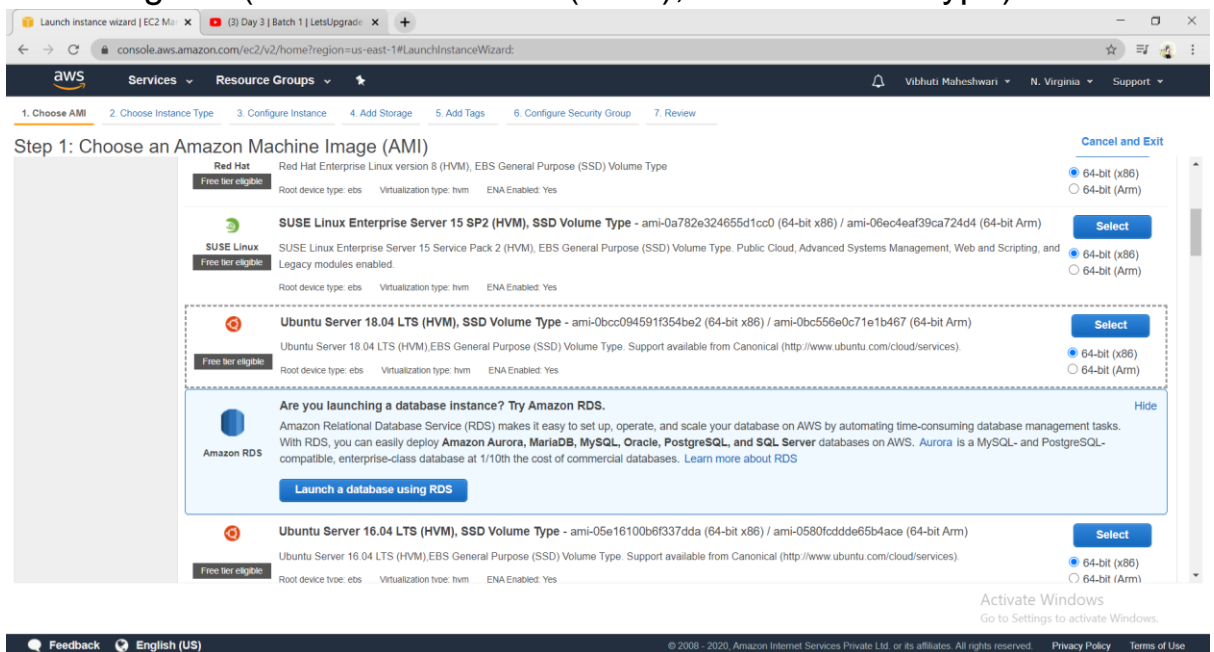 Launch instance wizard | EC2 Ma
(3) Day 3 | Batch 1 | LetsUpgrade
console.aws.amazon.com/ec2/v2/home?region=us-east-1#LaunchInstanceWizard:
aws Services Resource Groups Vibhuti Maheshwari N. Virginia Support
1. Choose AMI 2. Choose Instance Type 3. Configure Instance 4. Add Storage 5. Add Tags 6. Configure Security Group 7. Review
Step 1: Choose an Amazon Machine Image (AMI)
Cancel and Exit
Red Hat
Free tier eligible
Red Hat Enterprise Linux version 8 (HVM), EBS General Purpose (SSD) Volume Type
Root device type: ebs Virtualization type: hvm ENA Enabled: Yes
64-bit (x86)
64-bit (Arm)
SUSE Linux
Free tier eligible
SUSE Linux Enterprise Server 15 SP2 (HVM), SSD Volume Type - ami-0a782e324655d1cc0 (64-bit x86) / ami-06ec4eaf39ca724d4 (64-bit Arm)
SUSE Linux Enterprise Server 15 Service Pack 2 (HVM), EBS General Purpose (SSD) Volume Type. Public Cloud, Advanced Systems Management, Web and Scripting, and
Legacy modules enabled.
Root device type: ebs Virtualization type: hvm ENA Enabled: Yes
Select
64-bit (x86)
64-bit (Arm)
Free tier eligible
Ubuntu Server 18.04 LTS (HVM), SSD Volume Type - ami-0bcc094591f354be2 (64-bit x86) / ami-0bc556e0c71e1b467 (64-bit Arm)
Ubuntu Server 18.04 LTS (HVM),EBS General Purpose (SSD) Volume Type. Support available from Canonical (http://www.ubuntu.com/cloud/services).
Root device type: ebs Virtualization type: hvm ENA Enabled: Yes
Select
64-bit (x86)
64-bit (Arm)
Amazon RDS
Are you launching a database instance? Try Amazon RDS.
Hide
Amazon Relational Database Service (RDS) makes it easy to set up, operate, and scale your database on AWS by automating time-consuming database management tasks.
With RDS, you can easily deploy Amazon Aurora, MariaDB, MySQL, Oracle, PostgreSQL, and SQL Server databases on AWS. Aurora is a MySQL- and PostgreSQL-
compatible, enterprise-class database at 1/10th the cost of commercial databases. Learn more about RDS
Launch a database using RDS
Free tier eligible
Ubuntu Server 16.04 LTS (HVM), SSD Volume Type - ami-05e16100b6f337dda (64-bit x86) / ami-0580fcddde65b4ace (64-bit Arm)
Ubuntu Server 16.04 LTS (HVM),EBS General Purpose (SSD) Volume Type. Support available from Canonical (http://www.ubuntu.com/cloud/services).
Root device type: ebs Virtualization type: hvm ENA Enabled: Yes
Select
64-bit (x86)
64-bit (Arm)
Activate Windows
Go to Settings to activate Windows.
Feedback English (US) © 2008 - 2020, Amazon Internet Services Private Ltd. or its affiliates. All rights reserved. Privacy Policy Terms of Use